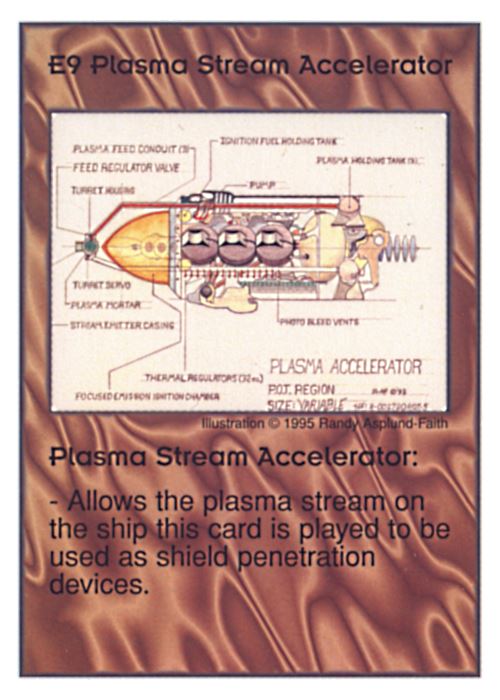 E9 Plasma Stream Accelerator
IGNITION FUEL HOLDING TANK
PLASMA FEED CONDUIT (3)
PLASMA HOLDING TANK
FEED REGULATOR VALVE
TURRET HOUSING
PUMP
TURRET SERVO
PLASMA MORTAR
STREAM EMITTER CASING
PHOTO BLEED VENTS
THERMAL REGULATORS
PLASMA ACCELERATOR
FOCUSED EMISSION IGNITION CHAMBER
P.O.T. REGION
SIZE: VARIABLE
Illustration © 1995 Randy Asplund-Faith
Plasma Stream Accelerator:
- Allows the plasma stream on
the ship this card is played to be
used as shield penetration
devices.